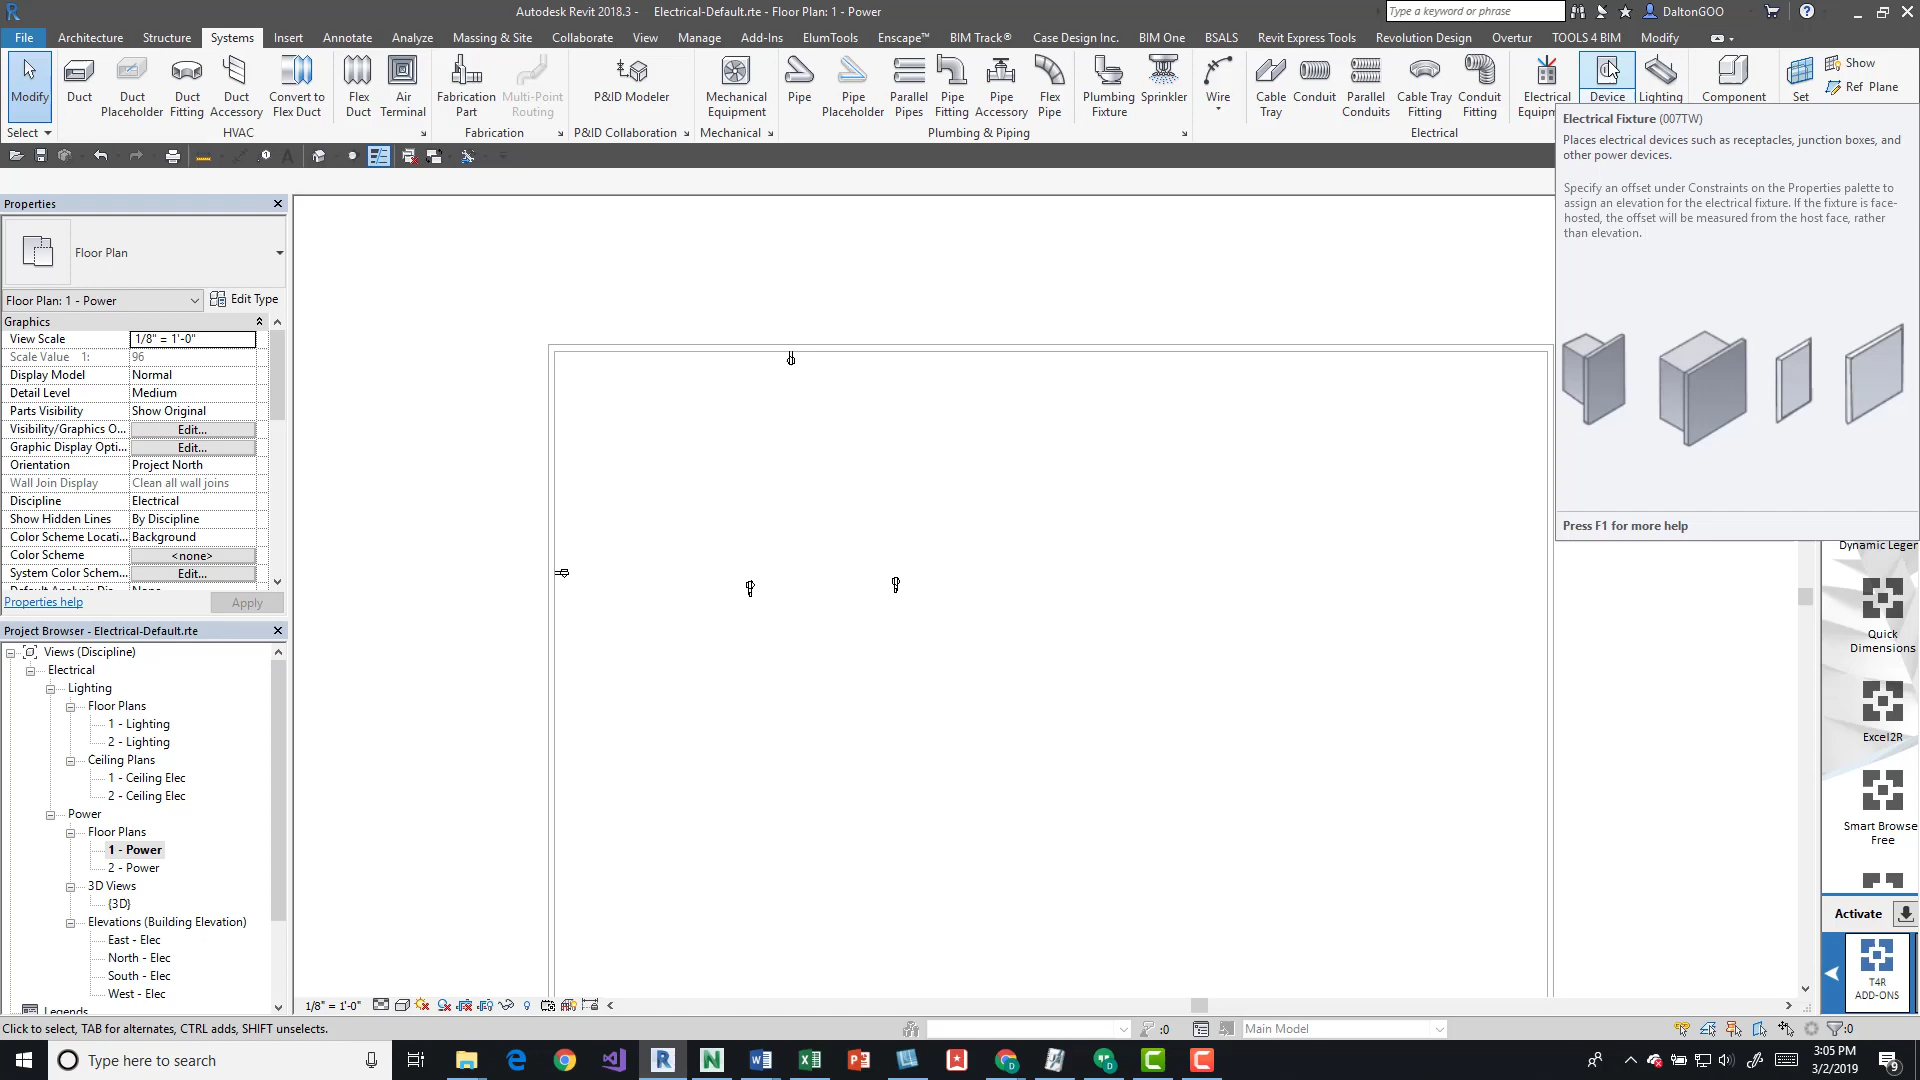 Autodesk Revit 2018.3 - Electrical-Default.rte - Floor Plan: 1 - Power
Type a keyword or phrase
DaltonGOO
File Architecture Structure Systems Insert Annotate Analyze Massing & Site Collaborate View Manage Add-Ins ElumTools Enscape™ BIM Track® Case Design Inc. BIM One BSALS Revit Express Tools Revolution Design Overtur TOOLS 4 BIM Modify
Modify
Duct
Duct Placeholder
Duct Fitting
Duct Accessory
Convert to Flex Duct
Flex Duct
Air Terminal
Fabrication Part
Multi-Point Routing
P&ID Modeler
Mechanical Equipment
Pipe
Pipe Placeholder
Parallel Pipes
Pipe Fitting
Pipe Accessory
Flex Pipe
Plumbing Fixture
Sprinkler
Wire
Cable Tray
Conduit
Parallel Conduits
Cable Tray Fitting
Conduit Fitting
Electrical
Device
Lighting
Component
Set
Show
Ref Plane
Select
HVAC
Fabrication
P&ID Collaboration
Mechanical
Plumbing & Piping
Electrical
Electrical Fixture (007TW)
Places electrical devices such as receptacles, junction boxes, and
other power devices.
Specify an offset under Constraints on the Properties palette to
assign an elevation for the electrical fixture. If the fixture is face-
hosted, the offset will be measured from the host face, rather
than elevation.
Press F1 for more help
Properties
Floor Plan
Floor Plan: 1 - Power
Edit Type
Graphics
View Scale 1/8" = 1'-0"
Scale Value 1: 96
Display Model Normal
Detail Level Medium
Parts Visibility Show Original
Visibility/Graphics O... Edit...
Graphic Display Opti... Edit...
Orientation Project North
Wall Join Display Clean all wall joins
Discipline Electrical
Show Hidden Lines By Discipline
Color Scheme Locati... Background
Color Scheme <none>
System Color Schem... Edit...
Properties help
Apply
Project Browser - Electrical-Default.rte
Views (Discipline)
Electrical
Lighting
Floor Plans
1 - Lighting
2 - Lighting
Ceiling Plans
1 - Ceiling Elec
2 - Ceiling Elec
Power
Floor Plans
1 - Power
2 - Power
3D Views
{3D}
Elevations (Building Elevation)
East - Elec
North - Elec
South - Elec
West - Elec
Legends
Quick
Dimensions
Excel2R
Smart Browse
Free
Activate
T4R
ADD-ONS
1/8" = 1'-0"
Click to select, TAB for alternates, CTRL adds, SHIFT unselects.
:0
Main Model
:0
Type here to search
3:05 PM
3/2/2019
9